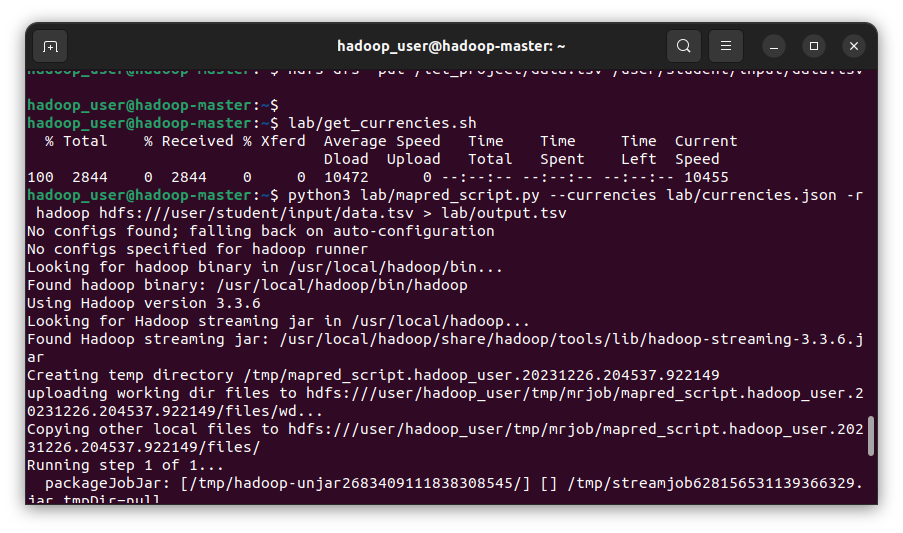 hadoop_user@hadoop-master: ~
hadoop_user@hadoop-master:~$ hdfs dfs -put /tet_project/data.tsv /user/student/input/data.tsv
hadoop_user@hadoop-master:~$
hadoop_user@hadoop-master:~$ lab/get_currencies.sh
  % Total    % Received % Xferd  Average Speed   Time    Time     Time  Current
                                 Dload  Upload   Total   Spent    Left  Speed
100  2844    0  2844    0     0  10472      0 --:--:-- --:--:-- --:--:-- 10455
hadoop_user@hadoop-master:~$ python3 lab/mapred_script.py --currencies lab/currencies.json -r
 hadoop hdfs:///user/student/input/data.tsv > lab/output.tsv
No configs found; falling back on auto-configuration
No configs specified for hadoop runner
Looking for hadoop binary in /usr/local/hadoop/bin...
Found hadoop binary: /usr/local/hadoop/bin/hadoop
Using Hadoop version 3.3.6
Looking for Hadoop streaming jar in /usr/local/hadoop...
Found Hadoop streaming jar: /usr/local/hadoop/share/hadoop/tools/lib/hadoop-streaming-3.3.6.j
ar
Creating temp directory /tmp/mapred_script.hadoop_user.20231226.204537.922149
uploading working dir files to hdfs:///user/hadoop_user/tmp/mrjob/mapred_script.hadoop_user.2
0231226.204537.922149/files/wd...
Copying other local files to hdfs:///user/hadoop_user/tmp/mrjob/mapred_script.hadoop_user.202
31226.204537.922149/files/
Running step 1 of 1...
  packageJobJar: [/tmp/hadoop-unjar2683409111838308545/] [] /tmp/streamjob628156531139366329.
jar tmpDir=null